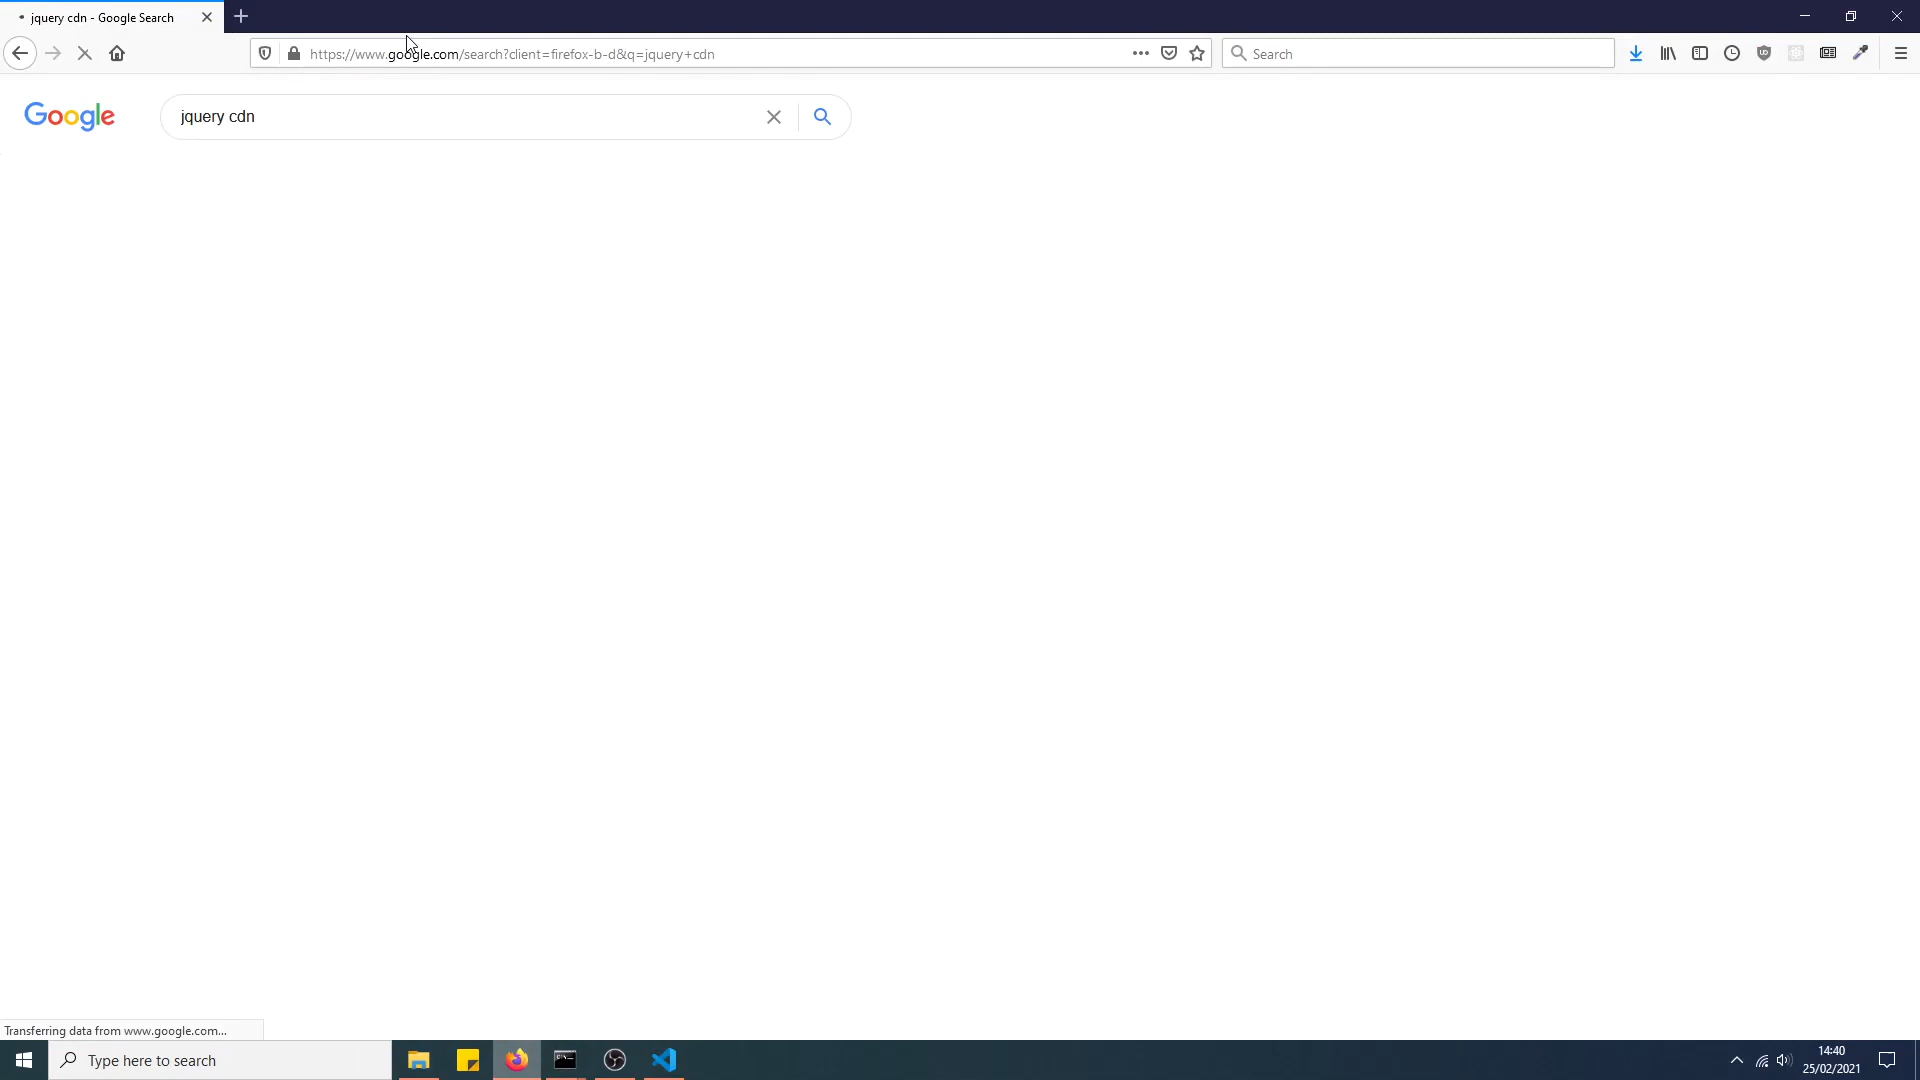 jquery cdn - Google Search
https://www.google.com/search?client=firefox-b-d&q=jquery+cdn
Search
Google
jquery cdn
Transferring data from www.google.com...
Type here to search
14:40
25/02/2021